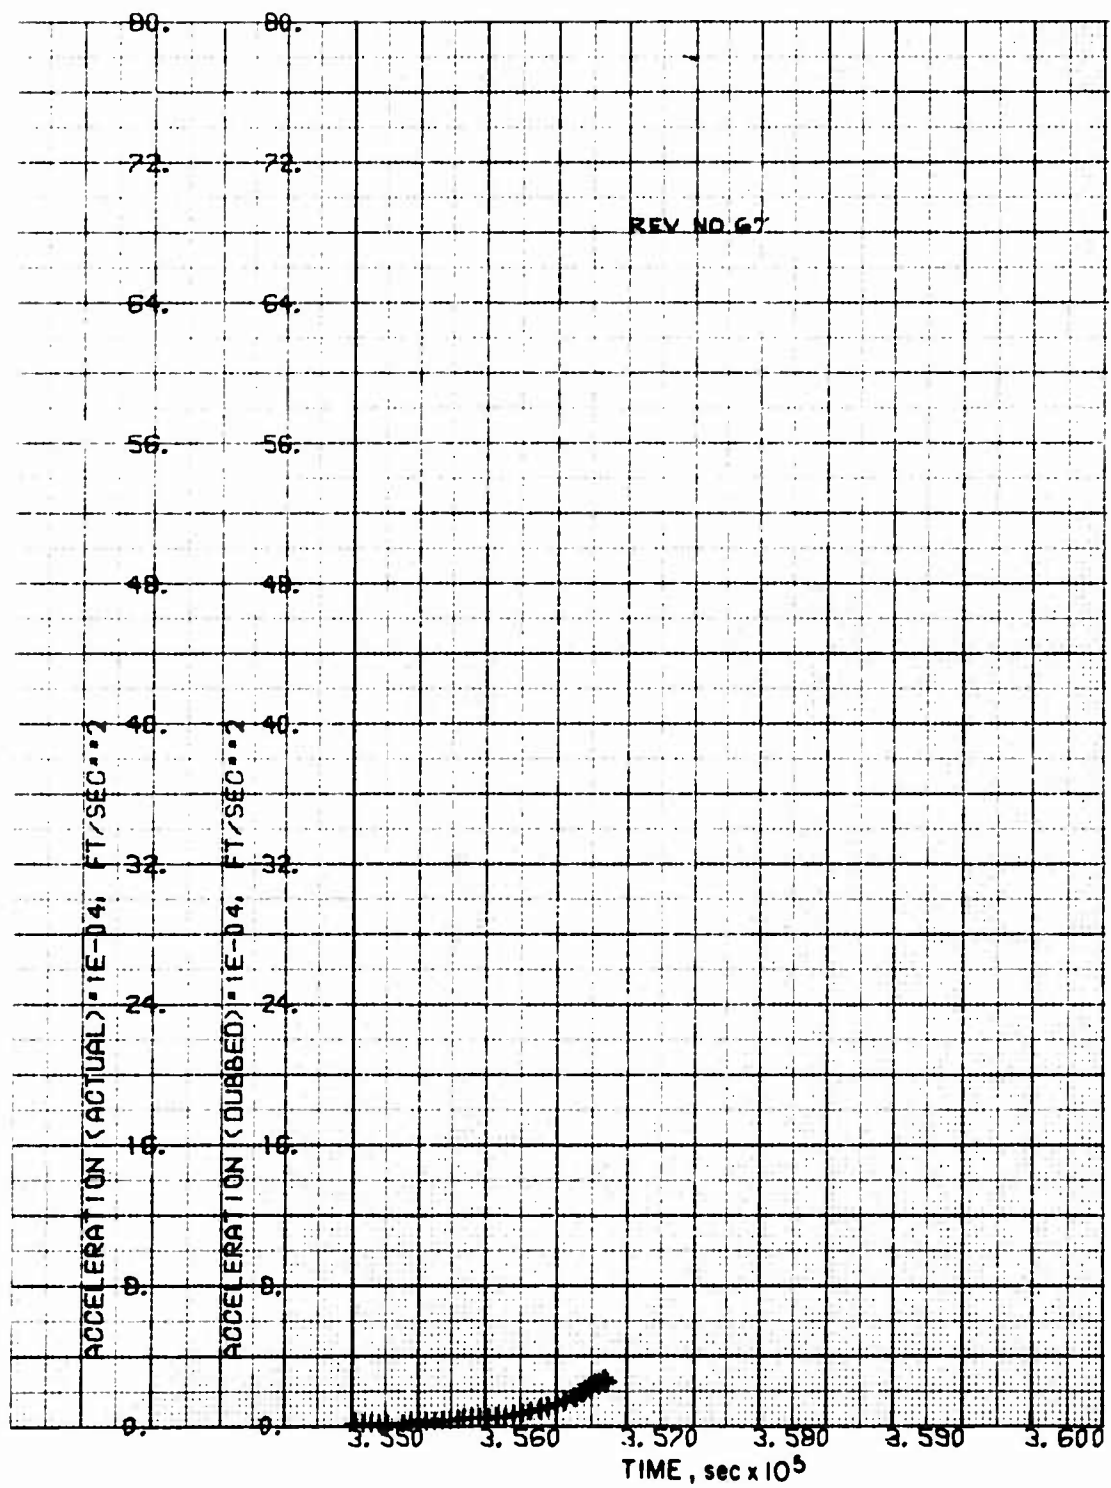 80. 80.
72. 72.
REV NO 67
64. 64.
56. 56.
48. 48.
40. 40.
32. 32.
24. 24.
16. 16.
8. 8.
0. 0.
ACCELERATION (ACTUAL)*1E-04, FT/SEC**2
ACCELERATION (DUBBED)*1E-04, FT/SEC**2
3.550 3.560 3.570 3.580 3.590 3.600
TIME, sec x 10⁵